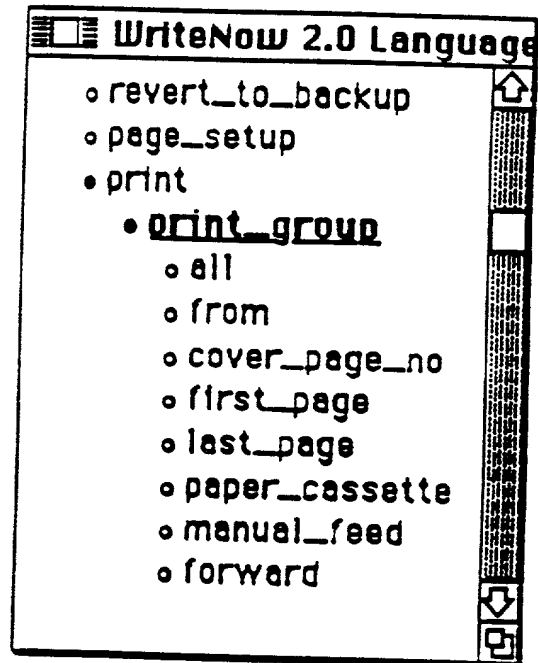 WriteNow 2.0 Language
revert_to_backup
page_setup
print
print_group
all
from
cover_page_no
first_page
last_page
paper_cassette
manual_feed
forward